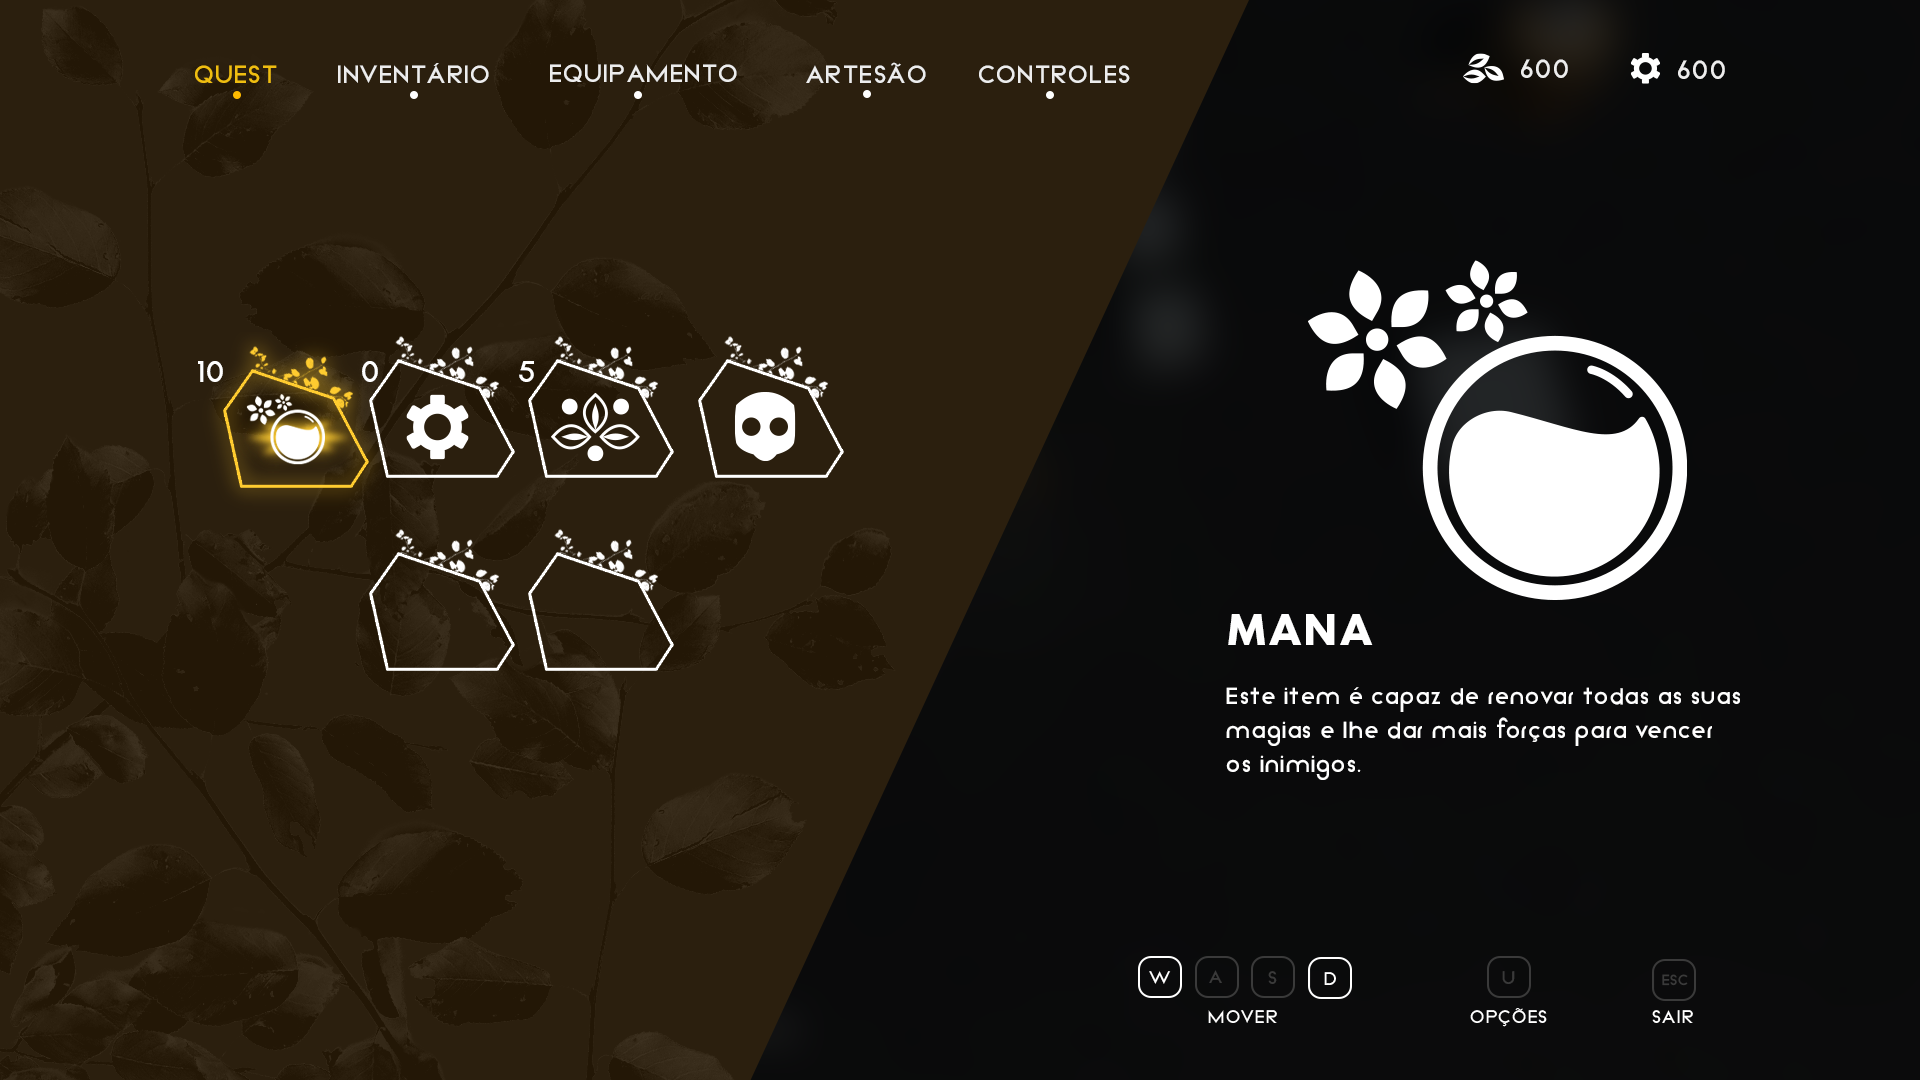 QUEST
INVENTÁRIO
EQUIPAMENTO
ARTESÃO
CONTROLES
600
600
10
0
5
MANA
Este item é capaz de renovar todas as suas
magias e lhe dar mais forças para vencer
os inimigos.
W A S D
MOVER
U
OPÇÕES
ESC
SAIR